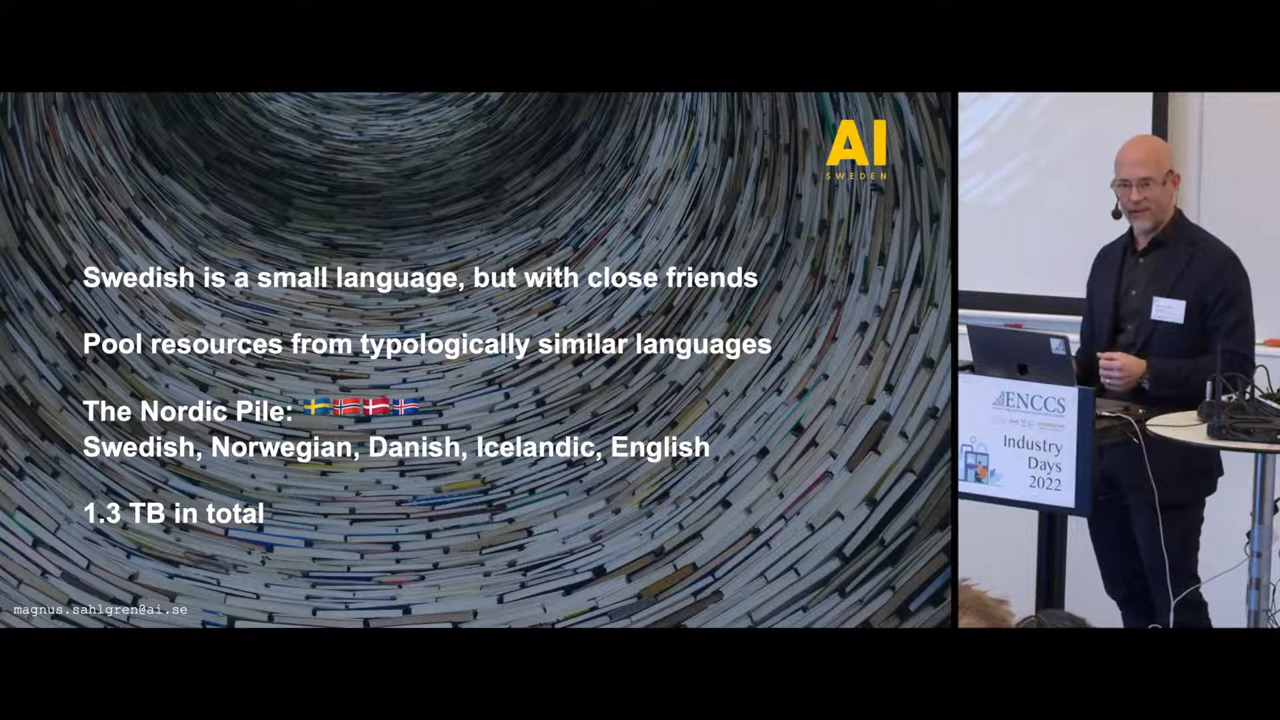 AI
SWEDEN
Swedish is a small language, but with close friends
Pool resources from typologically similar languages
The Nordic Pile: 🇸🇪🇳🇴🇩🇰🇮🇸
Swedish, Norwegian, Danish, Icelandic, English
1.3 TB in total
magnus.sahlgren@ai.se
ENCCS
Industry
Days
2022